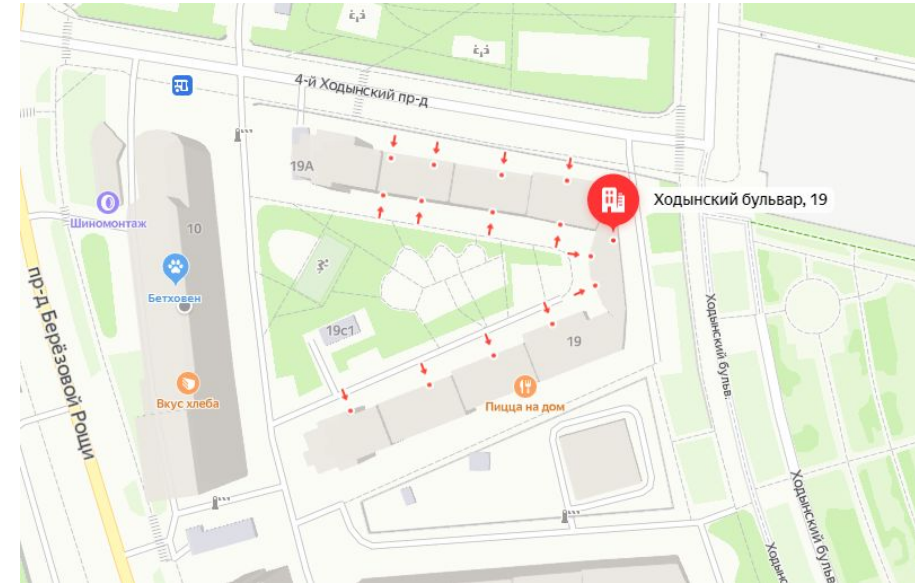 4-й Ходынский пр-д
19А
Ходынский бульвар, 19
Шиномонтаж
10
Бетховен
пр-д Берёзовой Рощи
Ходынский бульв.
19с1
19
Вкус хлеба
Пицца на дом
Ходынский бульв
Ходынс